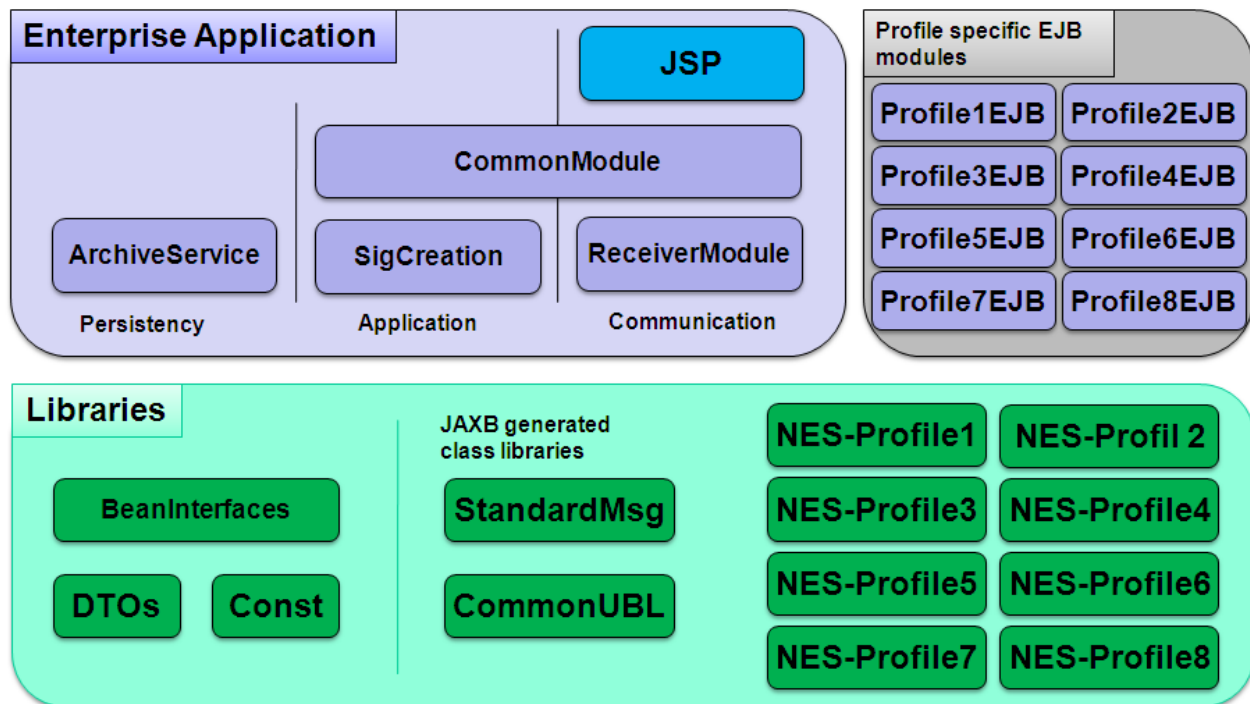 Enterprise Application
JSP
CommonModule
ArchiveService
SigCreation
ReceiverModule
Persistency
Application
Communication
Profile specific EJB
modules
Profile1EJB
Profile2EJB
Profile3EJB
Profile4EJB
Profile5EJB
Profile6EJB
Profile7EJB
Profile8EJB
Libraries
BeanInterfaces
DTOs
Const
JAXB generated
class libraries
StandardMsg
CommonUBL
NES-Profile1
NES-Profil 2
NES-Profile3
NES-Profile4
NES-Profile5
NES-Profile6
NES-Profile7
NES-Profile8